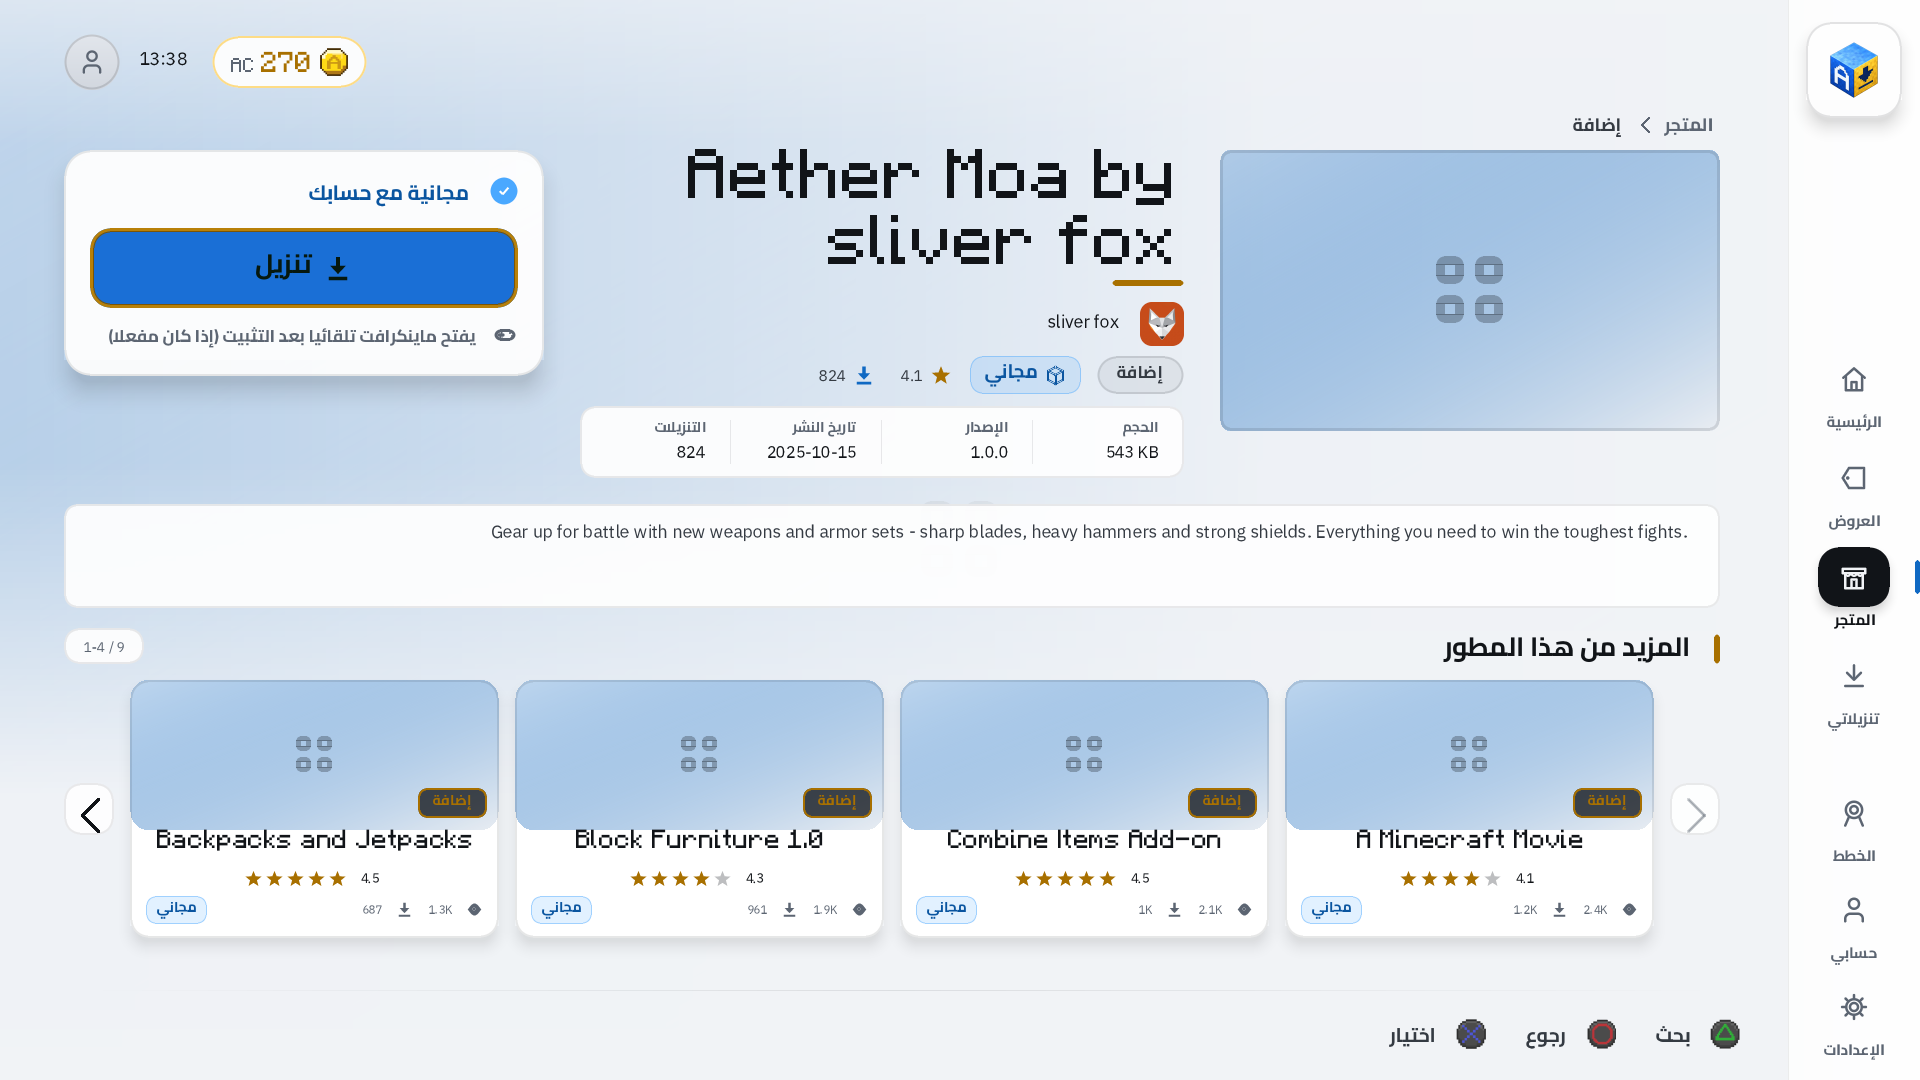 13:38
AC 270
المتجر
إضافة
Aether Moa by
sliver fox
sliver fox
إضافة
مجاني
4.1
824
الحجم
543 KB
الإصدار
1.0.0
تاريخ النشر
2025-10-15
التنزيلات
824
مجانية مع حسابك
تنزيل
يفتح ماينكرافت تلقائيا بعد التثبيت (إذا كان مفعلا)
Gear up for battle with new weapons and armor sets - sharp blades, heavy hammers and strong shields. Everything you need to win the toughest fights.
المزيد من هذا المطور
1-4 / 9
إضافة
A Minecraft Movie
4.1
2.4K
1.2K
مجاني
إضافة
Combine Items Add-on
4.5
2.1K
1K
مجاني
إضافة
Block Furniture 1.0
4.3
1.9K
961
مجاني
إضافة
Backpacks and Jetpacks
4.5
1.3K
687
مجاني
بحث
رجوع
اختيار
الرئيسية
العروض
المتجر
تنزيلاتي
الخطط
حسابي
الإعدادات